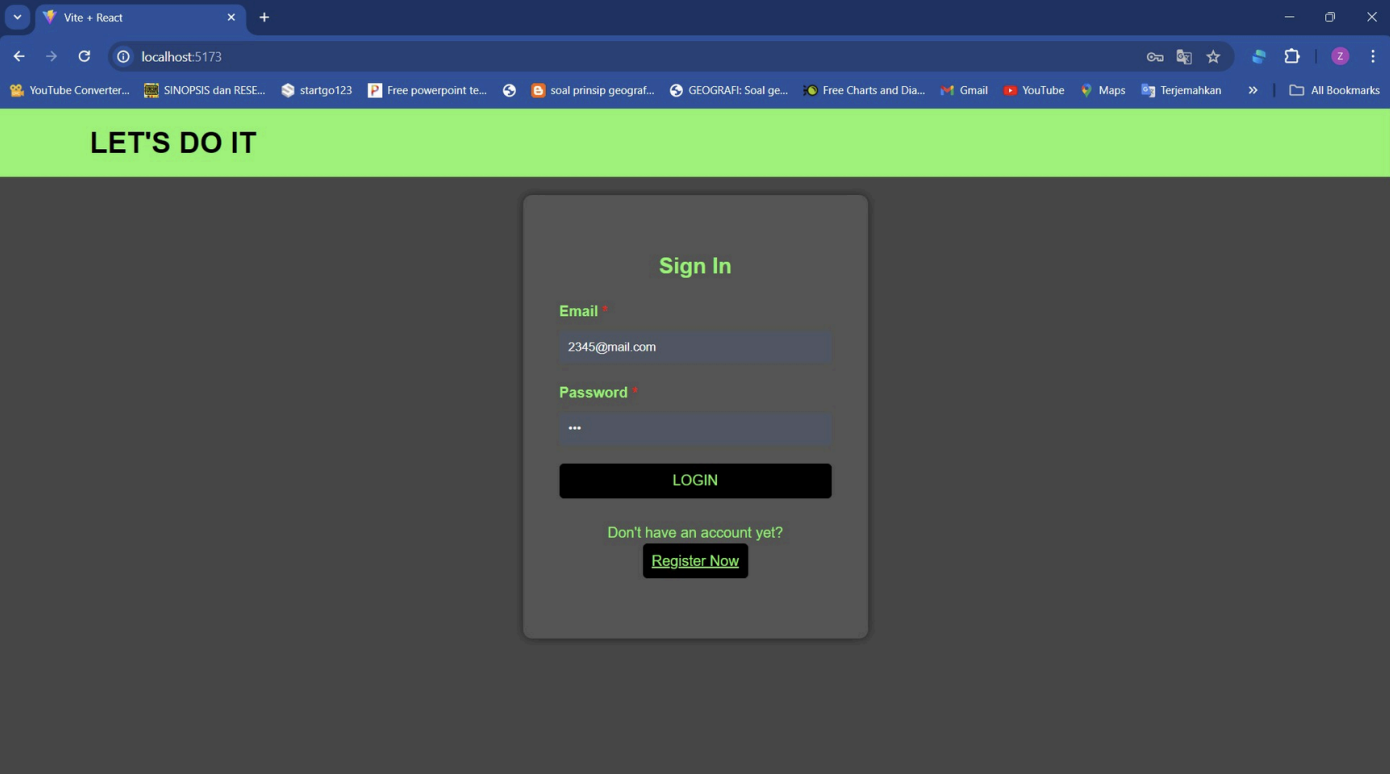 Vite + React
localhost:5173
Z
YouTube Converter... SINOPSIS dan RESE... startgo123 Free powerpoint te... soal prinsip geograf... GEOGRAFI: Soal ge... Free Charts and Dia... Gmail YouTube Maps Terjemahkan » All Bookmarks
LET'S DO IT
Sign In
Email *
2345@mail.com
Password *
•••
LOGIN
Don't have an account yet?
Register Now